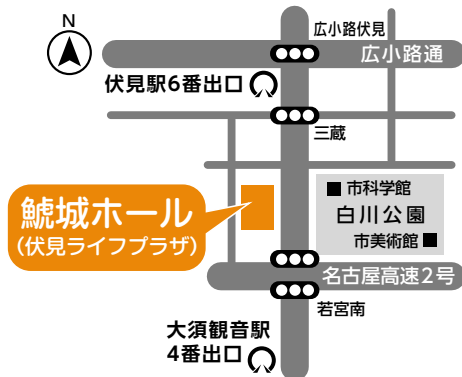 N
広小路伏見
広小路通
伏見駅6番出口
三蔵
市科学館
白川公園
市美術館
鯱城ホール
(伏見ライフプラザ)
名古屋高速2号
若宮南
大須観音駅
4番出口